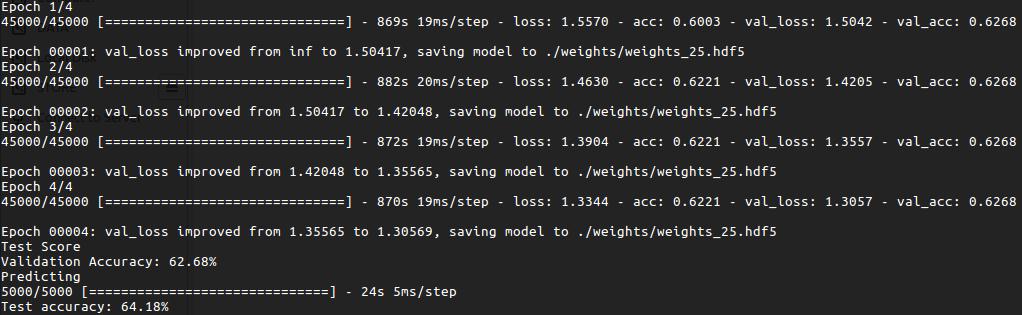 Epoch 1/4
45000/45000 [==============================] - 869s 19ms/step - loss: 1.5570 - acc: 0.6003 - val_loss: 1.5042 - val_acc: 0.6268
Epoch 00001: val_loss improved from inf to 1.50417, saving model to ./weights/weights_25.hdf5
Epoch 2/4
45000/45000 [==============================] - 882s 20ms/step - loss: 1.4630 - acc: 0.6221 - val_loss: 1.4205 - val_acc: 0.6268
Epoch 00002: val_loss improved from 1.50417 to 1.42048, saving model to ./weights/weights_25.hdf5
Epoch 3/4
45000/45000 [==============================] - 872s 19ms/step - loss: 1.3904 - acc: 0.6221 - val_loss: 1.3557 - val_acc: 0.6268
Epoch 00003: val_loss improved from 1.42048 to 1.35565, saving model to ./weights/weights_25.hdf5
Epoch 4/4
45000/45000 [==============================] - 870s 19ms/step - loss: 1.3344 - acc: 0.6221 - val_loss: 1.3057 - val_acc: 0.6268
Epoch 00004: val_loss improved from 1.35565 to 1.30569, saving model to ./weights/weights_25.hdf5
Test Score
Validation Accuracy: 62.68%
Predicting
5000/5000 [==============================] - 24s 5ms/step
Test accuracy: 64.18%